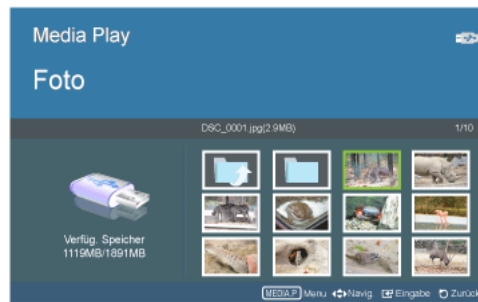 Media Play
Foto
DSC_0001.jpg(2.9MB) 1/10
Verfüg. Speicher
1119MB/1891MB
MEDIA.P Menu Navig. Eingabe Zurück